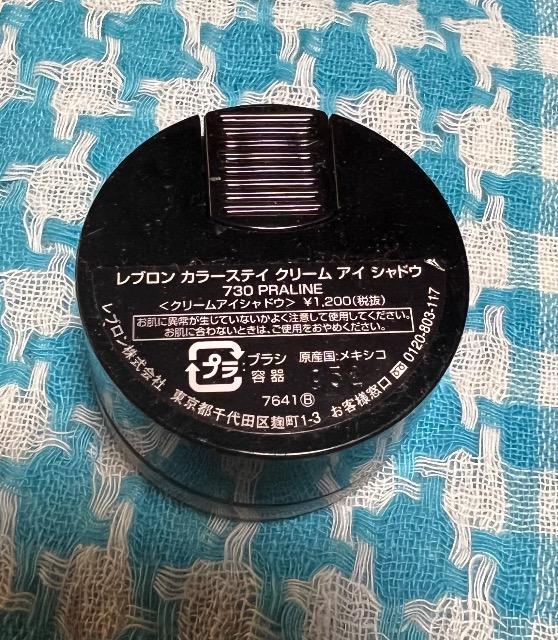 レブロン カラーステイ クリーム アイ シャドウ
730 PRALINE
<クリームアイシャドウ> ¥1,200(税抜)
お肌に異常が生じていないかよく注意して使用してください。
お肌に合わないときは、ご使用をおやめください。
プラ
:ブラシ 原産国:メキシコ
容器
7641 Ⓑ
レブロン株式会社 東京都千代田区麹町1-3 お客様窓口 0120-803-117